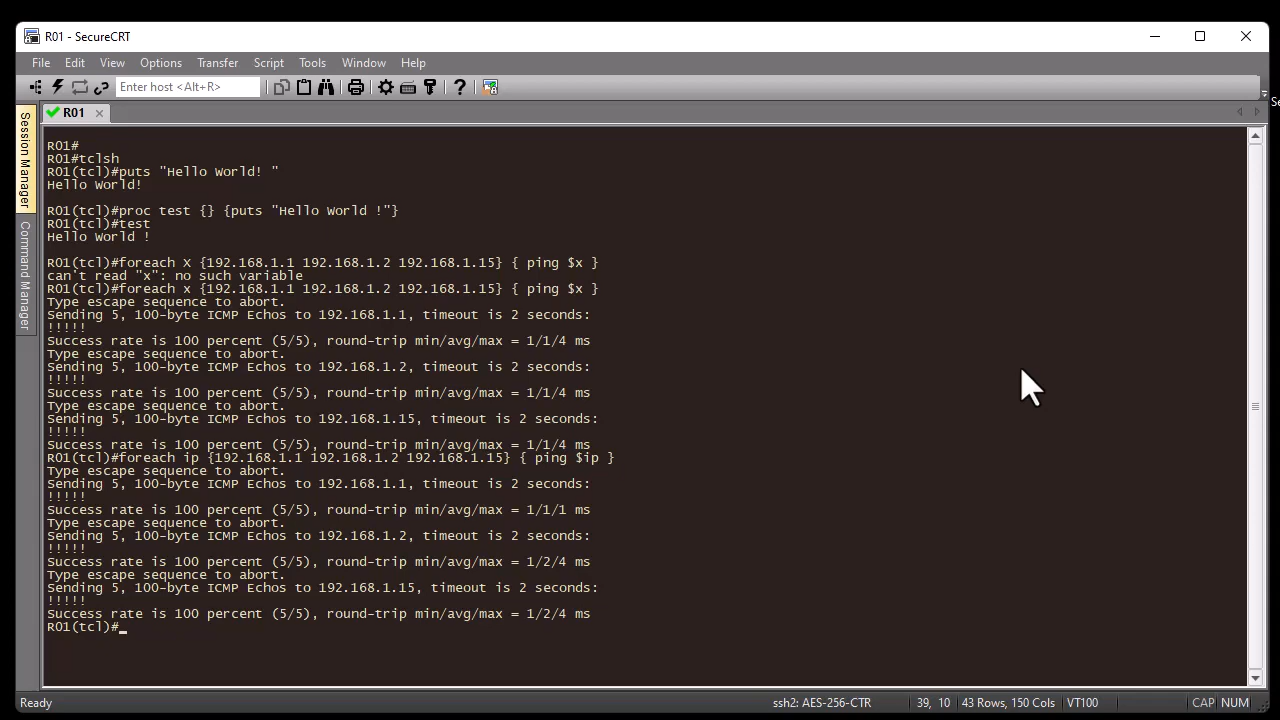 R01 - SecureCRT
File Edit View Options Transfer Script Tools Window Help
Enter host <Alt+R>
R01
Session Manager
Command Manager
R01#
R01#tclsh
R01(tcl)#puts "Hello World! "
Hello World!
R01(tcl)#proc test {} {puts "Hello World !"}
R01(tcl)#test
Hello World !
R01(tcl)#foreach x {192.168.1.1 192.168.1.2 192.168.1.15} { ping $x }
can't read "x": no such variable
R01(tcl)#foreach x {192.168.1.1 192.168.1.2 192.168.1.15} { ping $x }
Type escape sequence to abort.
Sending 5, 100-byte ICMP Echos to 192.168.1.1, timeout is 2 seconds:
!!!!!
Success rate is 100 percent (5/5), round-trip min/avg/max = 1/1/4 ms
Type escape sequence to abort.
Sending 5, 100-byte ICMP Echos to 192.168.1.2, timeout is 2 seconds:
!!!!!
Success rate is 100 percent (5/5), round-trip min/avg/max = 1/1/4 ms
Type escape sequence to abort.
Sending 5, 100-byte ICMP Echos to 192.168.1.15, timeout is 2 seconds:
!!!!!
Success rate is 100 percent (5/5), round-trip min/avg/max = 1/1/4 ms
R01(tcl)#foreach ip {192.168.1.1 192.168.1.2 192.168.1.15} { ping $ip }
Type escape sequence to abort.
Sending 5, 100-byte ICMP Echos to 192.168.1.1, timeout is 2 seconds:
!!!!!
Success rate is 100 percent (5/5), round-trip min/avg/max = 1/1/1 ms
Type escape sequence to abort.
Sending 5, 100-byte ICMP Echos to 192.168.1.2, timeout is 2 seconds:
!!!!!
Success rate is 100 percent (5/5), round-trip min/avg/max = 1/2/4 ms
Type escape sequence to abort.
Sending 5, 100-byte ICMP Echos to 192.168.1.15, timeout is 2 seconds:
!!!!!
Success rate is 100 percent (5/5), round-trip min/avg/max = 1/2/4 ms
R01(tcl)#
Ready ssh2: AES-256-CTR 39, 10 43 Rows, 150 Cols VT100 CAP NUM